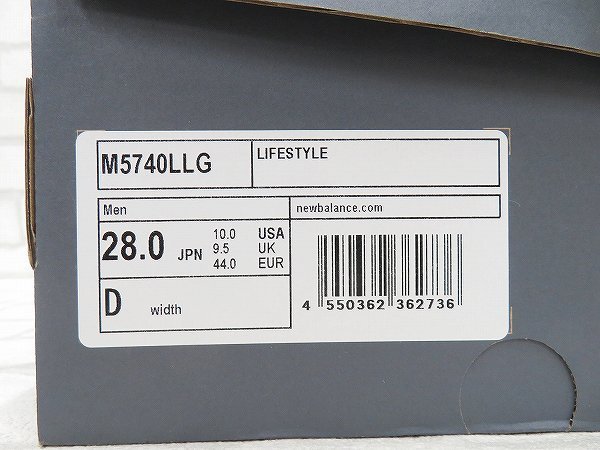 M5740LLG
LIFESTYLE
Men
newbalance.com
28.0 JPN
10.0 USA
9.5 UK
44.0 EUR
D width
4 550362 362736